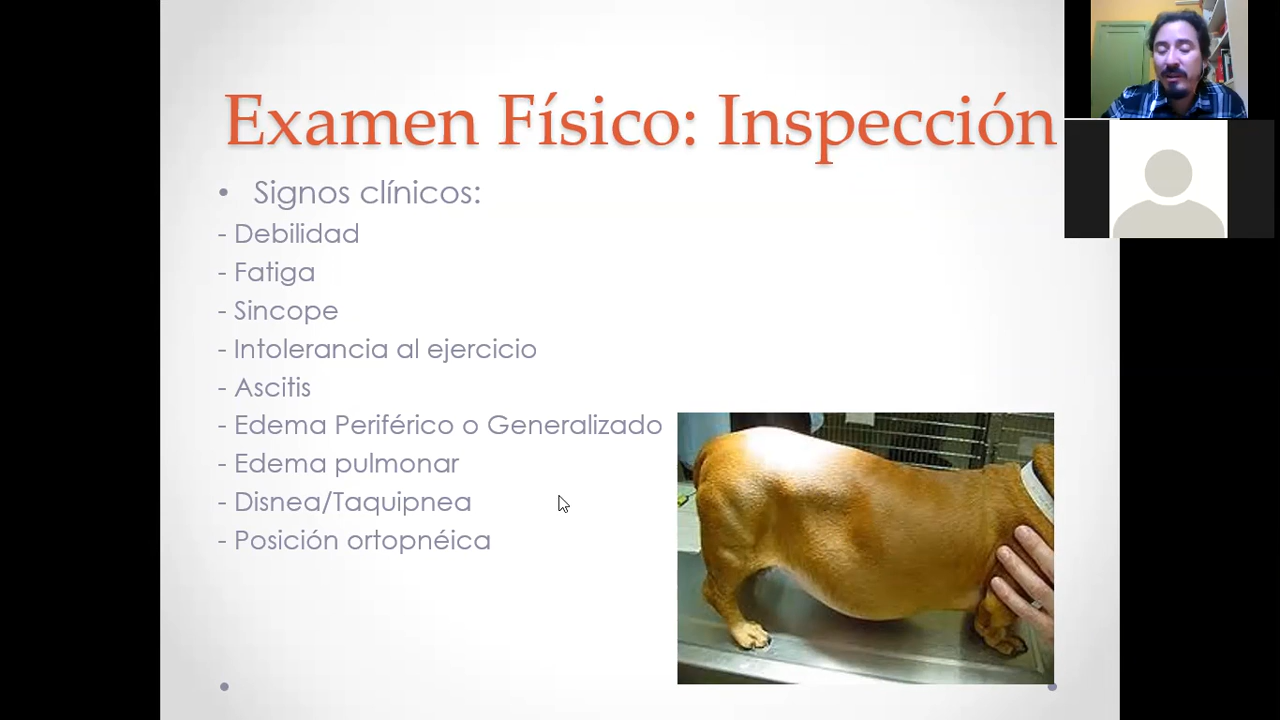 Examen Físico: Inspección
• Signos clínicos:
- Debilidad
- Fatiga
- Sincope
- Intolerancia al ejercicio
- Ascitis
- Edema Periférico o Generalizado
- Edema pulmonar
- Disnea/Taquipnea
- Posición ortopnéica